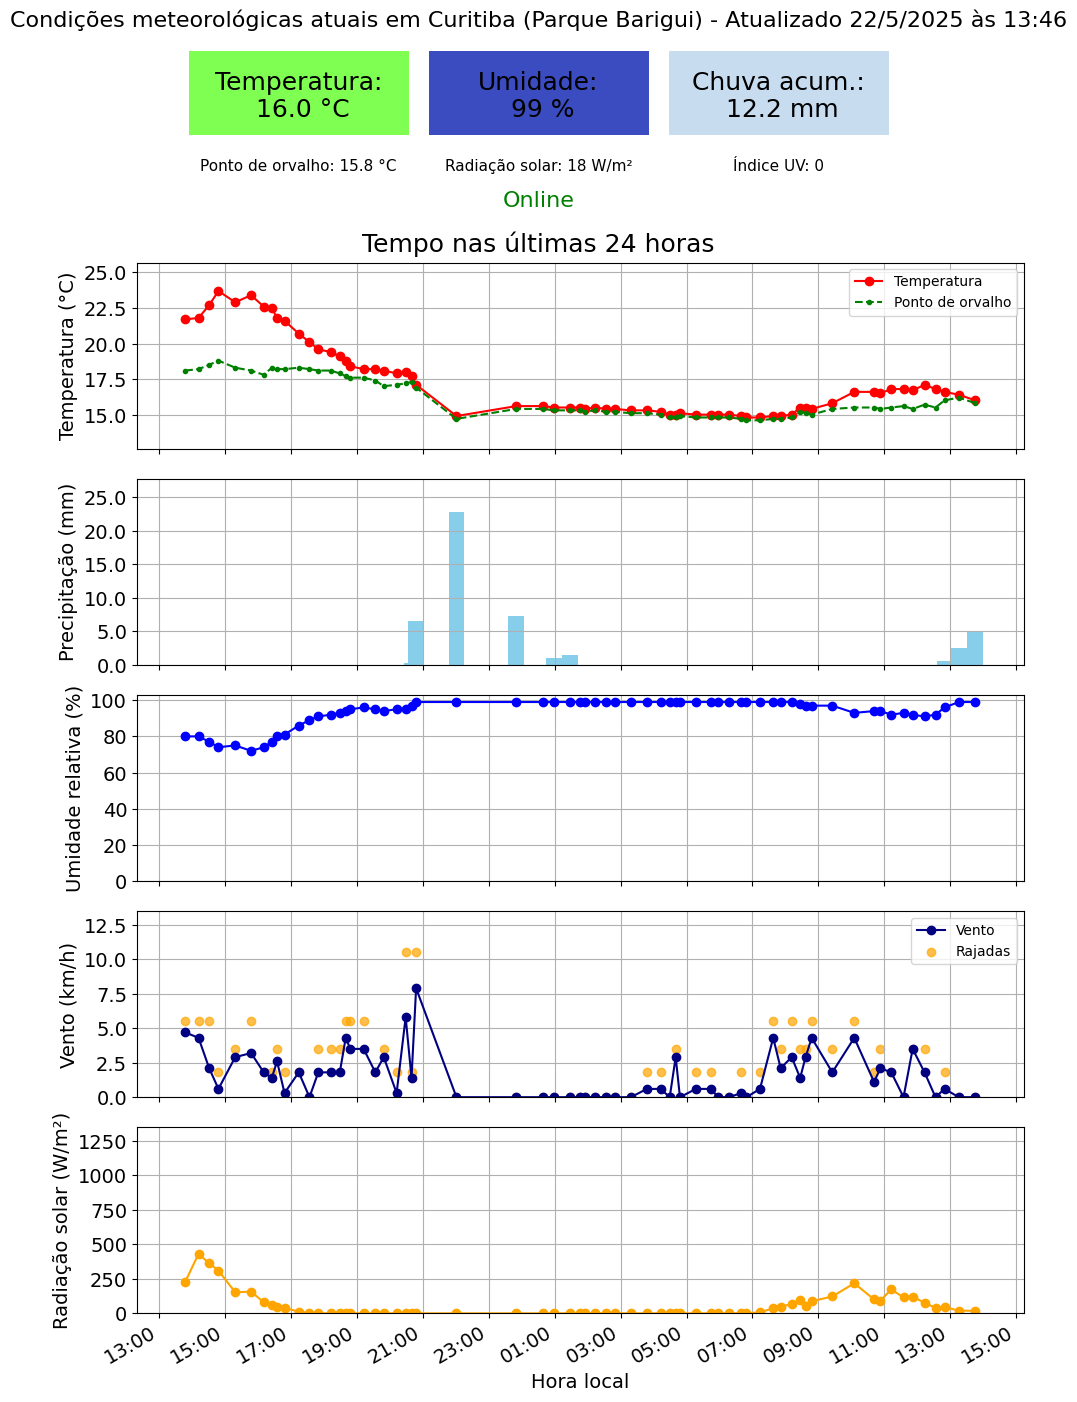 Condições meteorológicas atuais em Curitiba (Parque Barigui) - Atualizado 22/5/2025 às 13:46
Temperatura:
16.0 °C
Umidade:
99 %
Chuva acum.:
12.2 mm
Ponto de orvalho: 15.8 °C
Radiação solar: 18 W/m²
Índice UV: 0
Online
Tempo nas últimas 24 horas
Temperatura (°C)
25.0
22.5
20.0
17.5
15.0
Temperatura
Ponto de orvalho
Precipitação (mm)
25.0
20.0
15.0
10.0
5.0
0.0
Umidade relativa (%)
100
80
60
40
20
0
Vento (km/h)
12.5
10.0
7.5
5.0
2.5
0.0
Vento
Rajadas
Radiação solar (W/m²)
1250
1000
750
500
250
0
13:00 15:00 17:00 19:00 21:00 23:00 01:00 03:00 05:00 07:00 09:00 11:00 13:00 15:00
Hora local